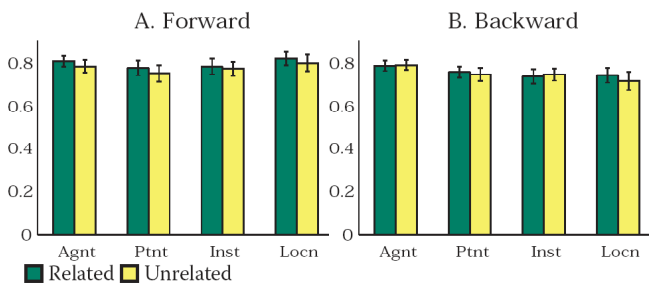 A. Forward
B. Backward
0.8
0.6
0.4
0.2
0
Agnt Ptnt Inst Locn
0.8
0.6
0.4
0.2
0
Agnt Ptnt Inst Locn
Related Unrelated